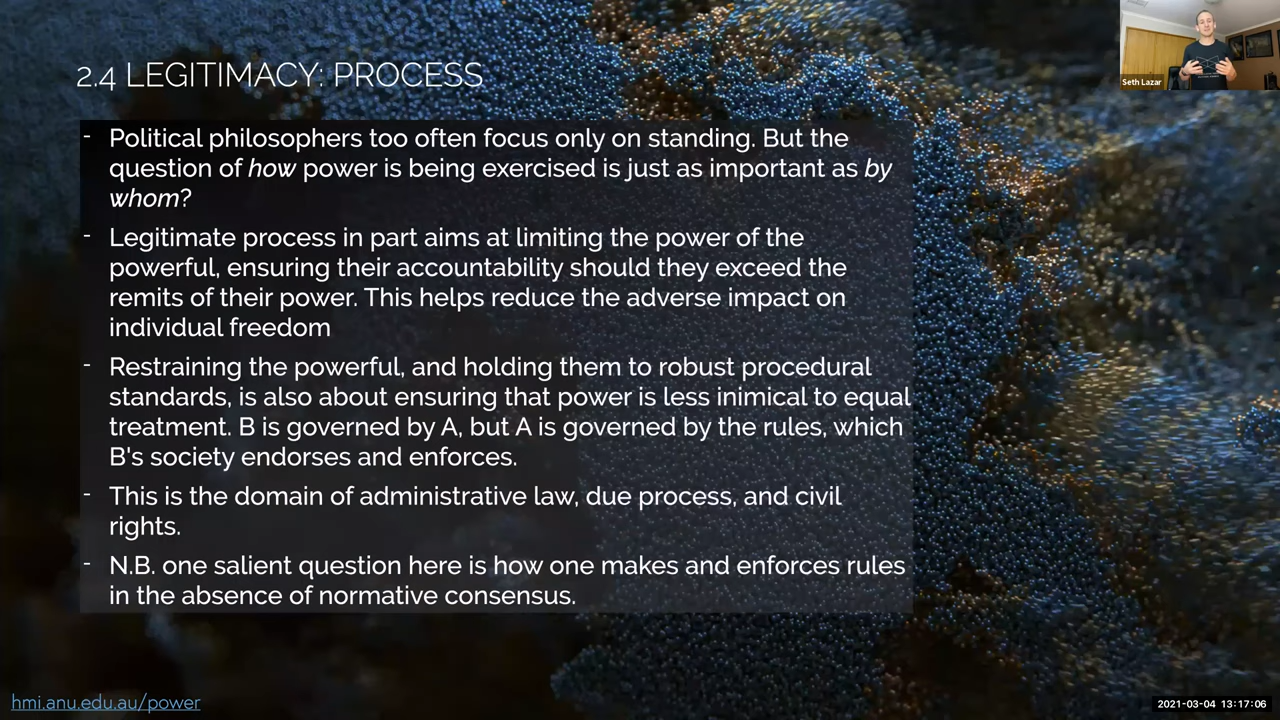 Seth Lazar
2.4 LEGITIMACY: PROCESS
- Political philosophers too often focus only on standing. But the
question of how power is being exercised is just as important as by
whom?
- Legitimate process in part aims at limiting the power of the
powerful, ensuring their accountability should they exceed the
remits of their power. This helps reduce the adverse impact on
individual freedom
- Restraining the powerful, and holding them to robust procedural
standards, is also about ensuring that power is less inimical to equal
treatment. B is governed by A, but A is governed by the rules, which
B's society endorses and enforces.
- This is the domain of administrative law, due process, and civil
rights.
- N.B. one salient question here is how one makes and enforces rules
in the absence of normative consensus.
hmi.anu.edu.au/power
2021-03-04 13:17:06